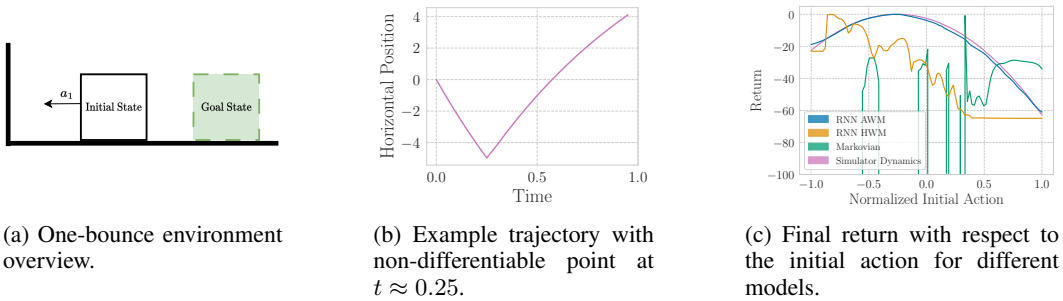 a₁
Initial State
Goal State
(a) One-bounce environment
overview.
Horizontal Position
4
2
0
−2
−4
0.0
0.5
1.0
Time
(b) Example trajectory with
non-differentiable point at
t ≈ 0.25.
Return
0
−20
−40
−60
−80
−100
RNN AWM
RNN HWM
Markovian
Simulator Dynamics
−1.0
−0.5
0.0
0.5
1.0
Normalized Initial Action
(c) Final return with respect to
the initial action for different
models.